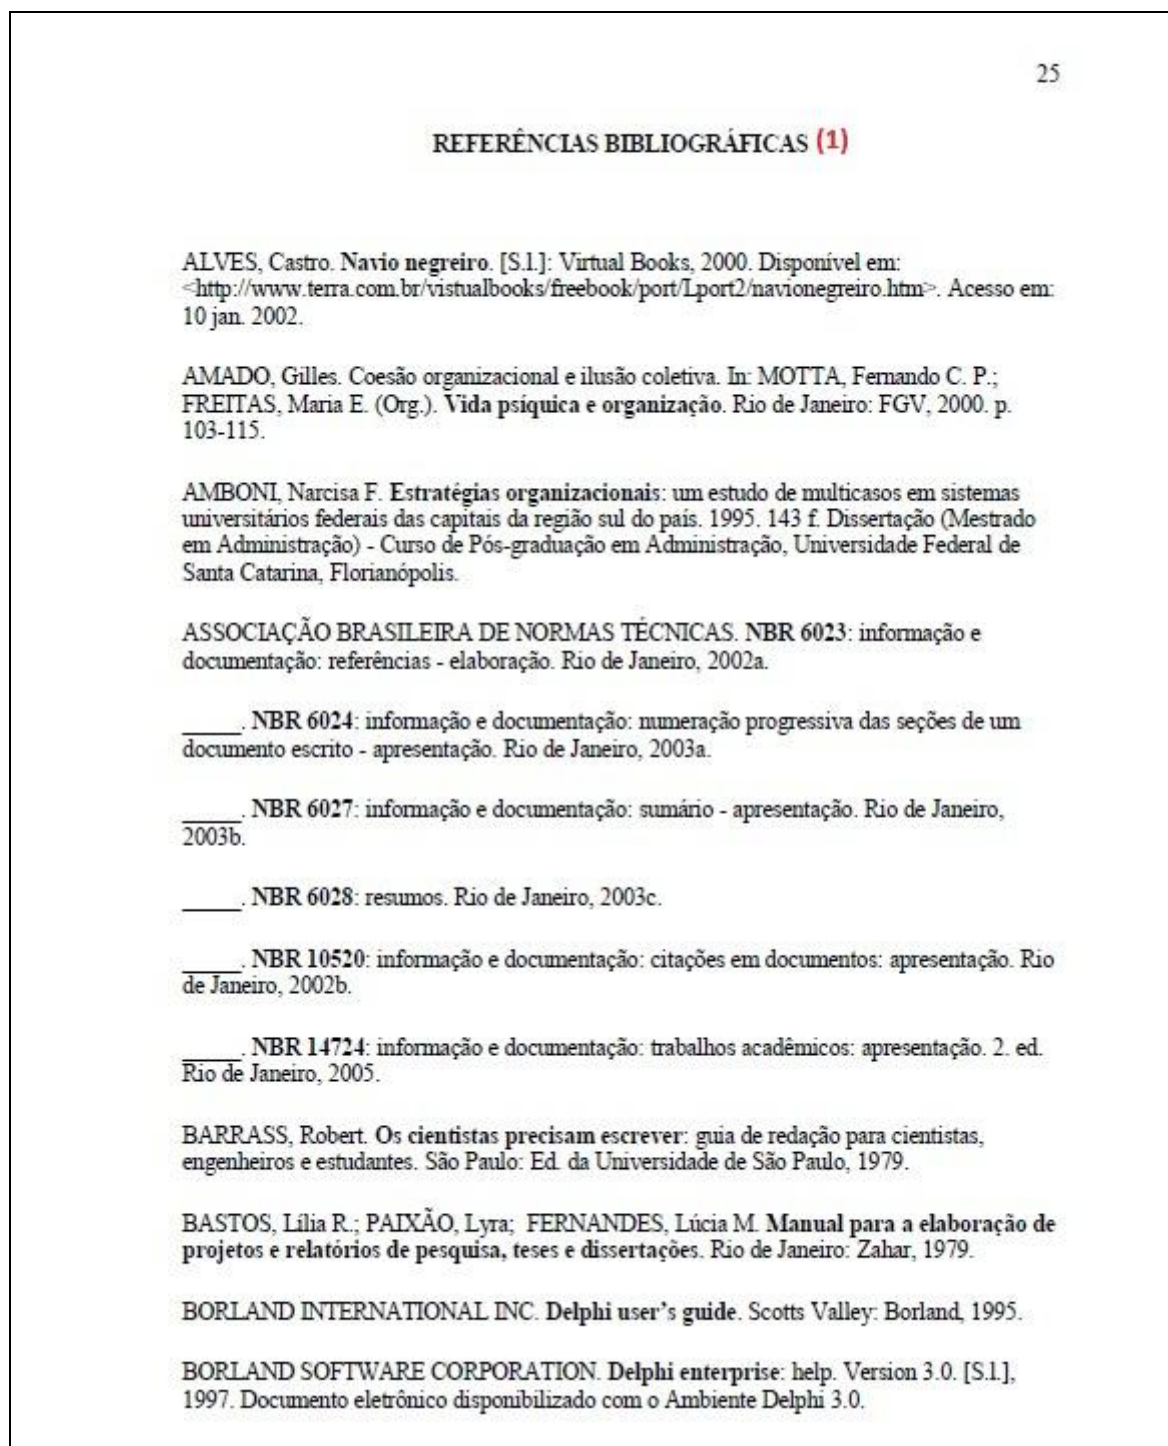 25
REFERÊNCIAS BIBLIOGRÁFICAS (1)
ALVES, Castro. Navio negreiro. [S.l.]: Virtual Books, 2000. Disponível em:
<http://www.terra.com.br/vistualbooks/freebook/port/Lport2/navionegreiro.htm>. Acesso em:
10 jan. 2002.
AMADO, Gilles. Coesão organizacional e ilusão coletiva. In: MOTTA, Fernando C. P.;
FREITAS, Maria E. (Org.). Vida psíquica e organização. Rio de Janeiro: FGV, 2000. p.
103-115.
AMBONI, Narcisa F. Estratégias organizacionais: um estudo de multicasos em sistemas
universitários federais das capitais da região sul do país. 1995. 143 f. Dissertação (Mestrado
em Administração) - Curso de Pós-graduação em Administração, Universidade Federal de
Santa Catarina, Florianópolis.
ASSOCIAÇÃO BRASILEIRA DE NORMAS TÉCNICAS. NBR 6023: informação e
documentação: referências - elaboração. Rio de Janeiro, 2002a.
_____. NBR 6024: informação e documentação: numeração progressiva das seções de um
documento escrito - apresentação. Rio de Janeiro, 2003a.
_____. NBR 6027: informação e documentação: sumário - apresentação. Rio de Janeiro,
2003b.
_____. NBR 6028: resumos. Rio de Janeiro, 2003c.
_____. NBR 10520: informação e documentação: citações em documentos: apresentação. Rio
de Janeiro, 2002b.
_____. NBR 14724: informação e documentação: trabalhos acadêmicos: apresentação. 2. ed.
Rio de Janeiro, 2005.
BARRASS, Robert. Os cientistas precisam escrever: guia de redação para cientistas,
engenheiros e estudantes. São Paulo: Ed. da Universidade de São Paulo, 1979.
BASTOS, Lília R.; PAIXÃO, Lyra; FERNANDES, Lúcia M. Manual para a elaboração de
projetos e relatórios de pesquisa, teses e dissertações. Rio de Janeiro: Zahar, 1979.
BORLAND INTERNATIONAL INC. Delphi user's guide. Scotts Valley: Borland, 1995.
BORLAND SOFTWARE CORPORATION. Delphi enterprise: help. Version 3.0. [S.l.],
1997. Documento eletrônico disponibilizado com o Ambiente Delphi 3.0.